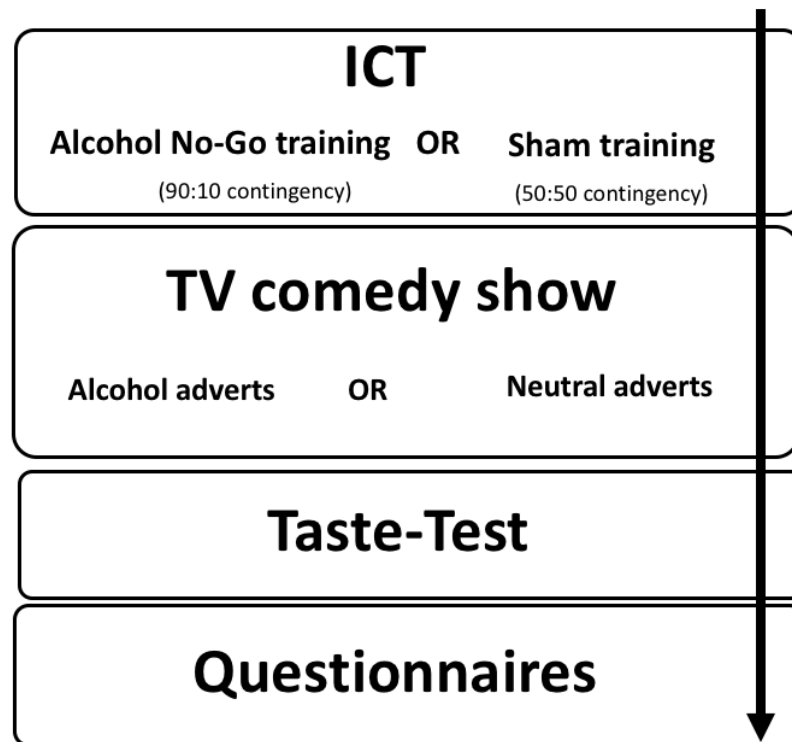 ICT
Alcohol No-Go training OR Sham training
(90:10 contingency) (50:50 contingency)
TV comedy show
Alcohol adverts OR Neutral adverts
Taste-Test
Questionnaires